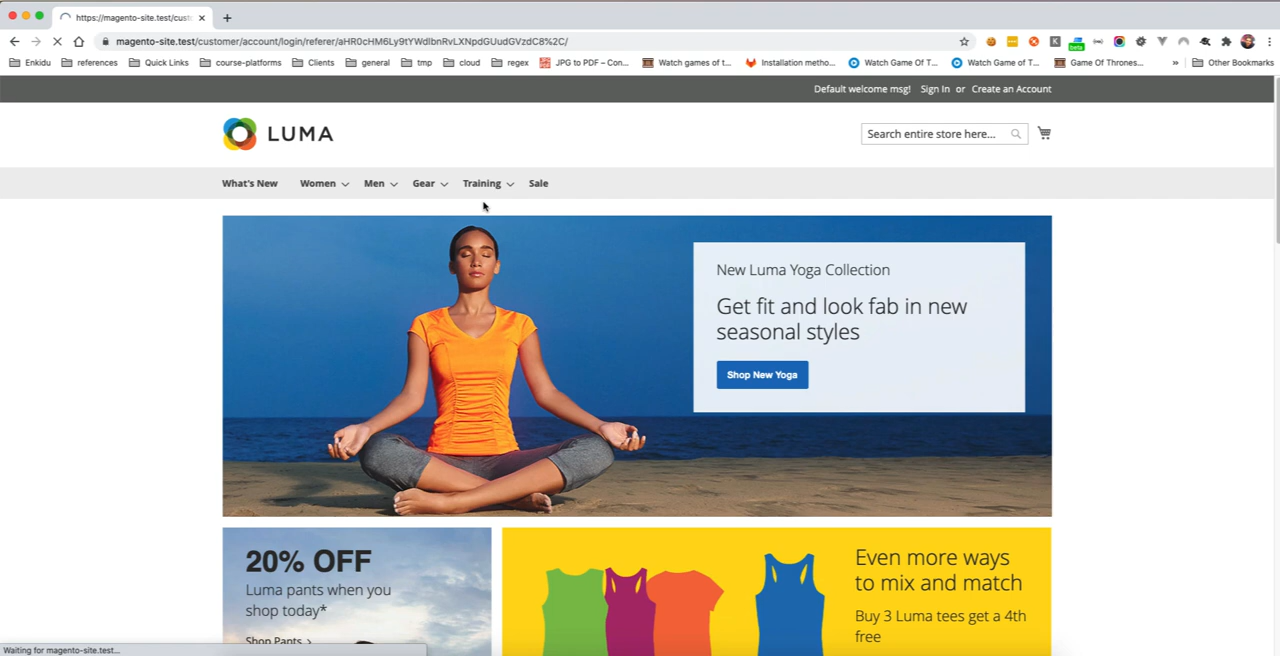 https://magento-site.test/cust
magento-site.test/customer/account/login/referer/aHR0cHM6Ly9tYWdlbnRvLXNpdGUudGVzdC8%2C/
Enkidu references Quick Links course-platforms Clients general tmp cloud regex JPG to PDF – Con... Watch games of t... Installation metho... Watch Game Of T... Watch Game of T... Game Of Thrones... » Other Bookmarks
beta
Default welcome msg! Sign In or Create an Account
LUMA
Search entire store here...
What's New Women Men Gear Training Sale
New Luma Yoga Collection
Get fit and look fab in new
seasonal styles
Shop New Yoga
20% OFF
Luma pants when you
shop today*
Shop Pants >
Even more ways
to mix and match
Buy 3 Luma tees get a 4th
free
Waiting for magento-site.test...